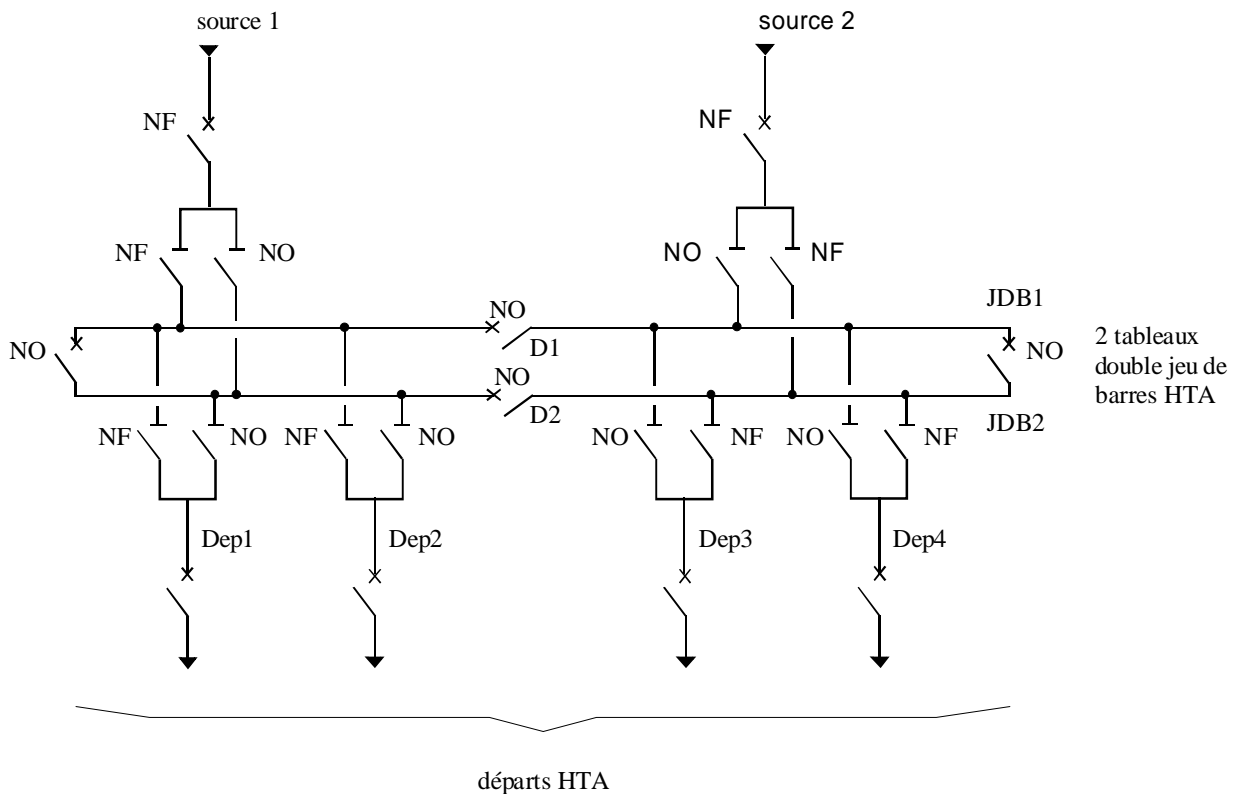 source 1
source 2
NF
NF
NF
NO
NO
NF
JDB1
NO
D1
NO
NO
D2
NO
2 tableaux
double jeu de
barres HTA
JDB2
NF
NO
NF
NO
NO
NF
NO
NF
Dep1
Dep2
Dep3
Dep4
départs HTA